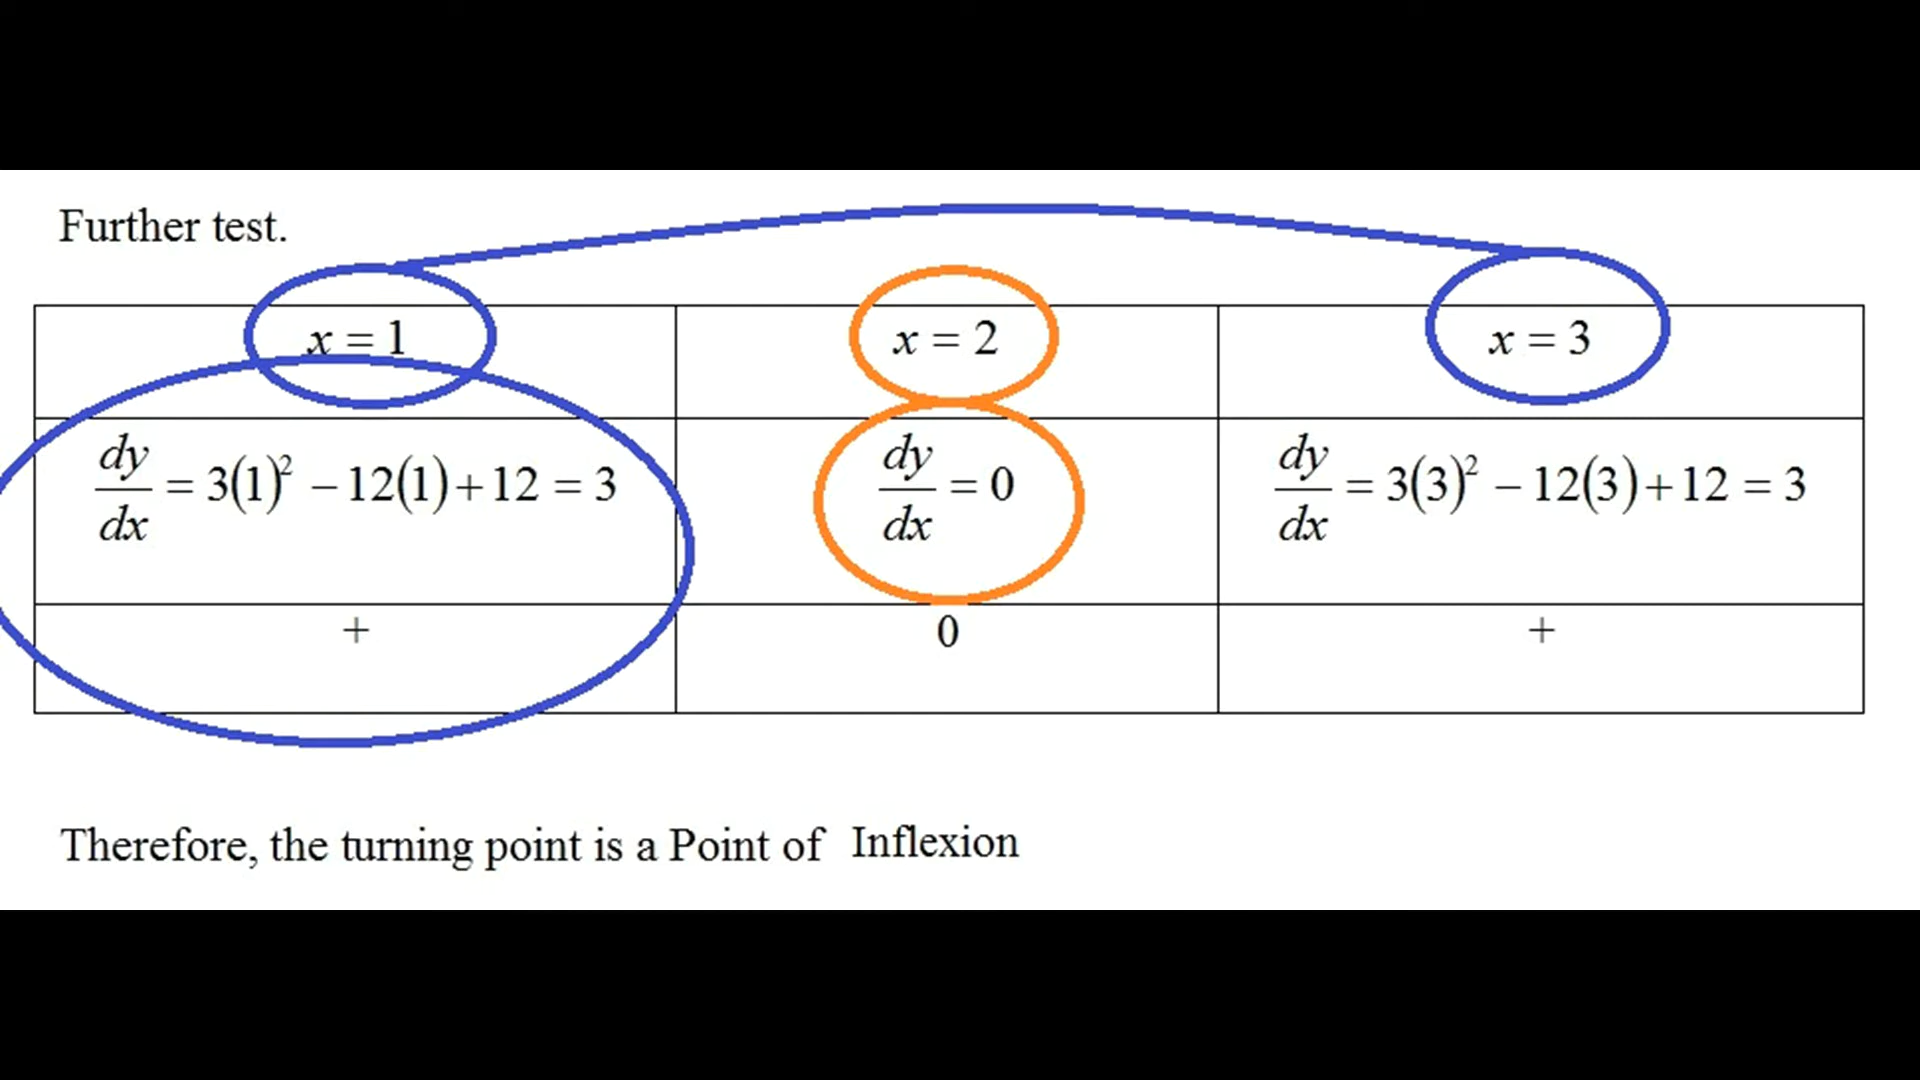 Further test.
x = 1 x = 2 x = 3
dy/dx = 3(1)² − 12(1) + 12 = 3 dy/dx = 0 dy/dx = 3(3)² − 12(3) + 12 = 3
+ 0 +
Therefore, the turning point is a Point of Inflexion